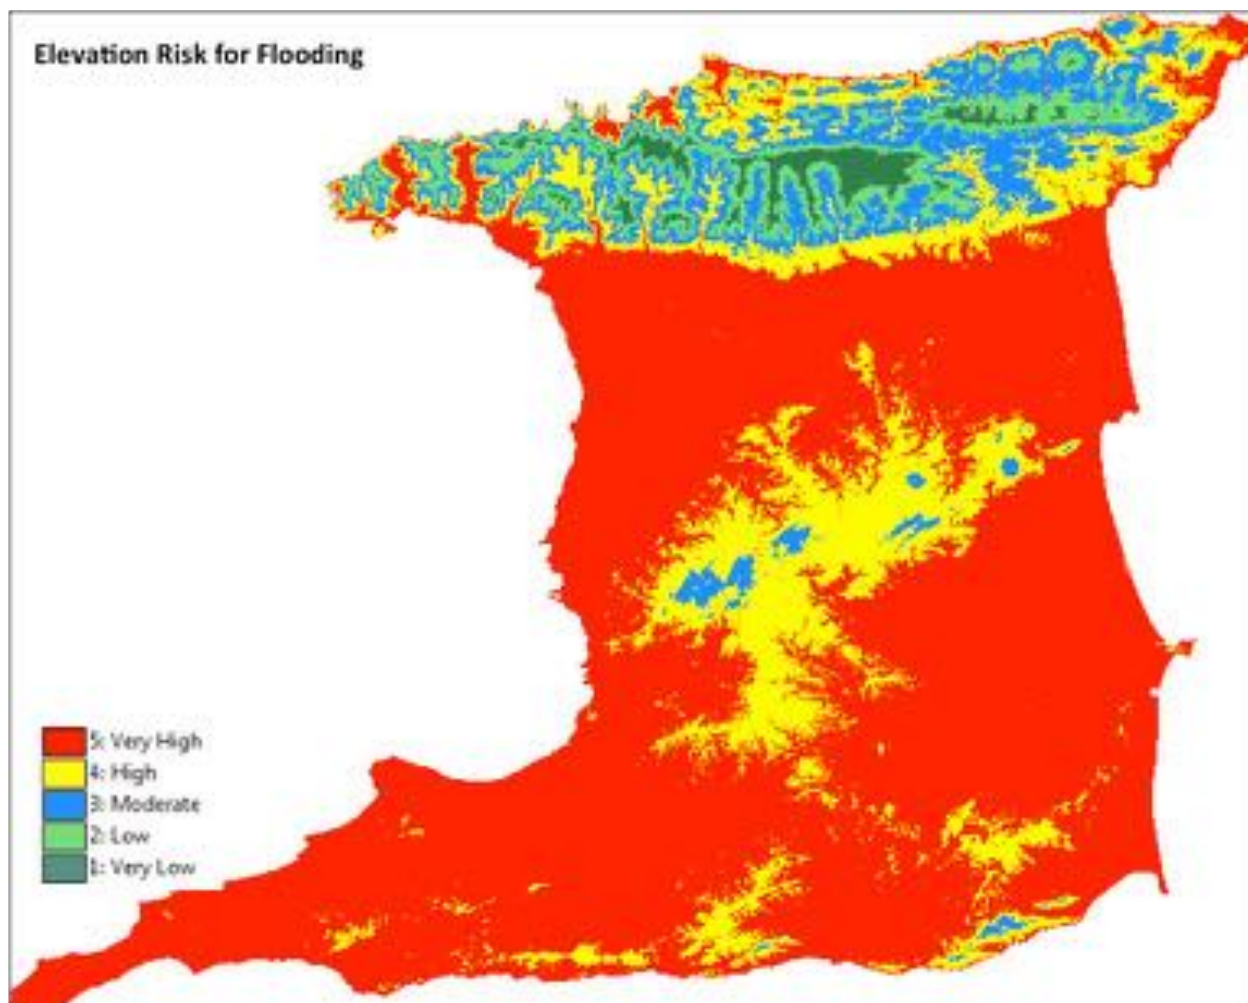 Elevation Risk for Flooding
5: Very High
4: High
3: Moderate
2: Low
1: Very Low